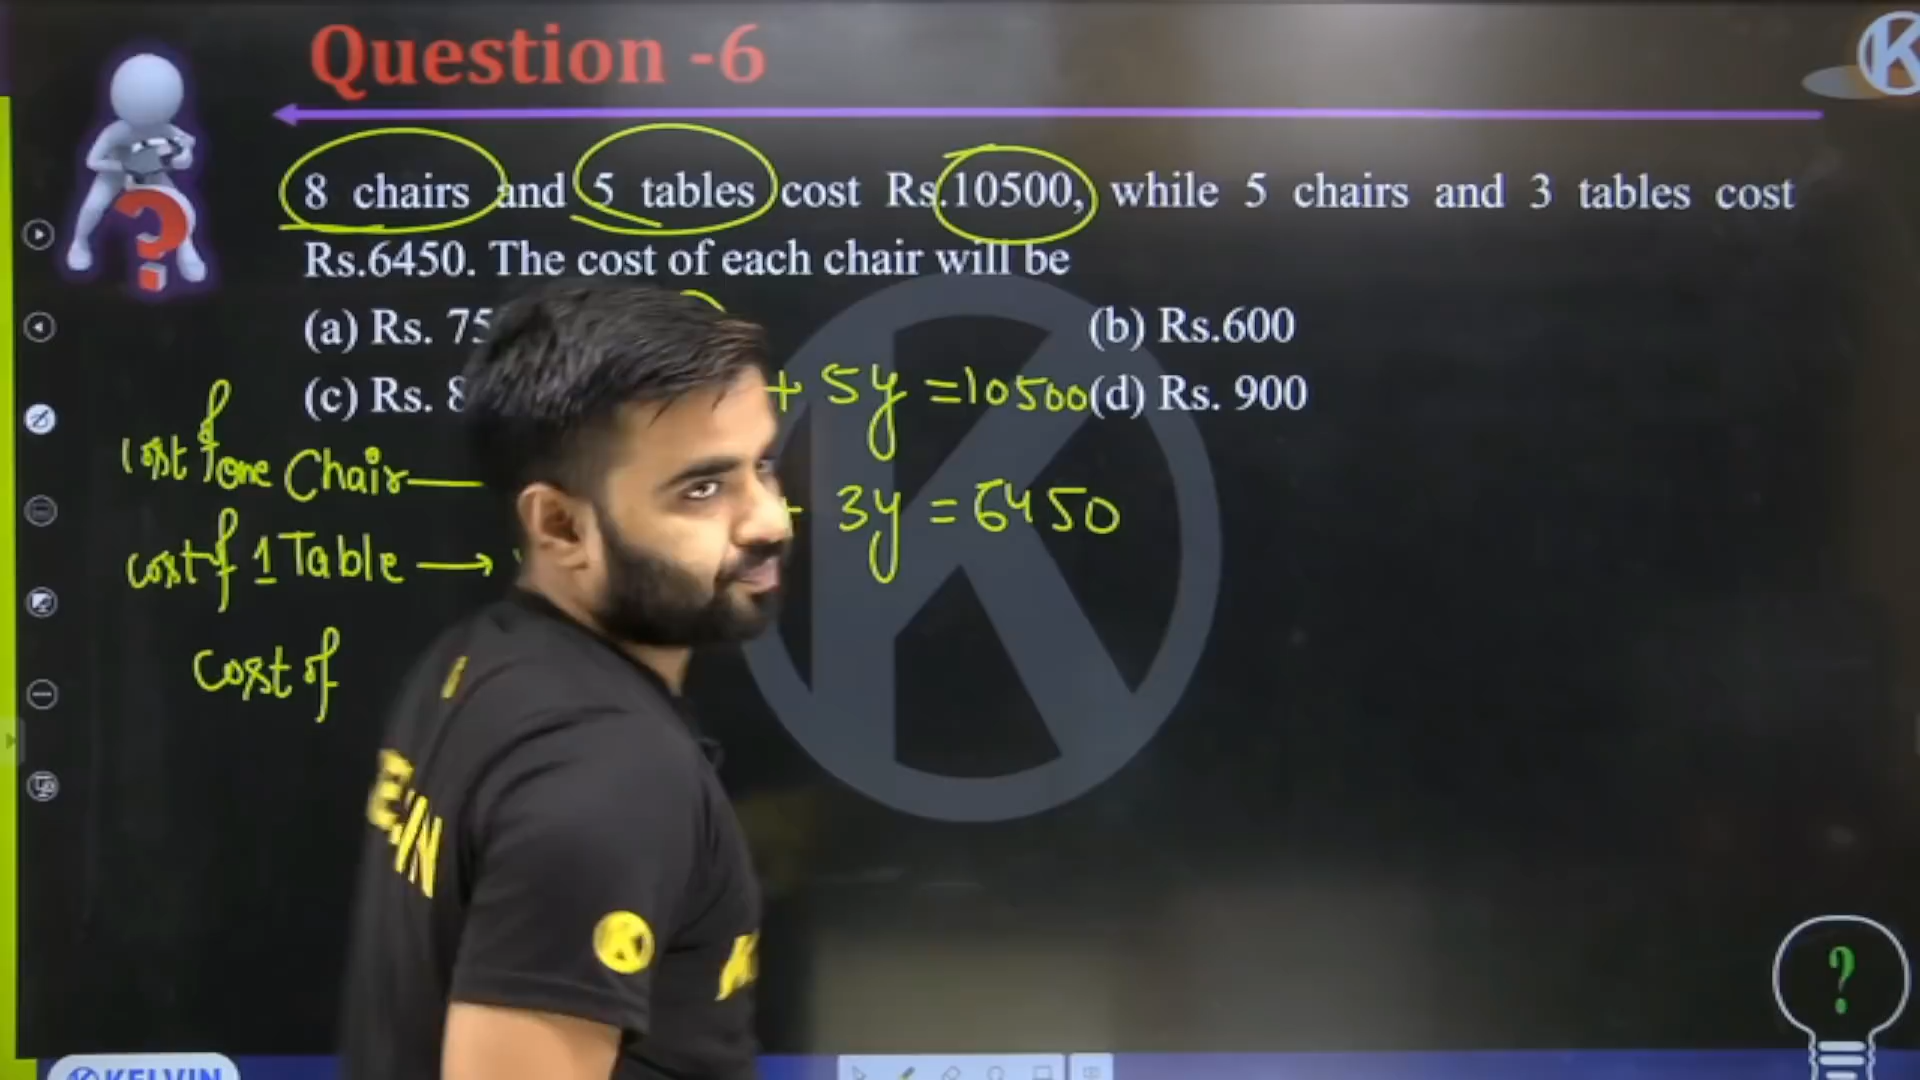 Question -6
8 chairs and 5 tables cost Rs.10500, while 5 chairs and 3 tables cost
Rs.6450. The cost of each chair will be
(a) Rs. 75
(b) Rs.600
(c) Rs. 8
+ 5y =10500
(d) Rs. 900
cost of one Chair
3y = 6450
cost of 1 Table →
Cost of
K
?
KELVIN